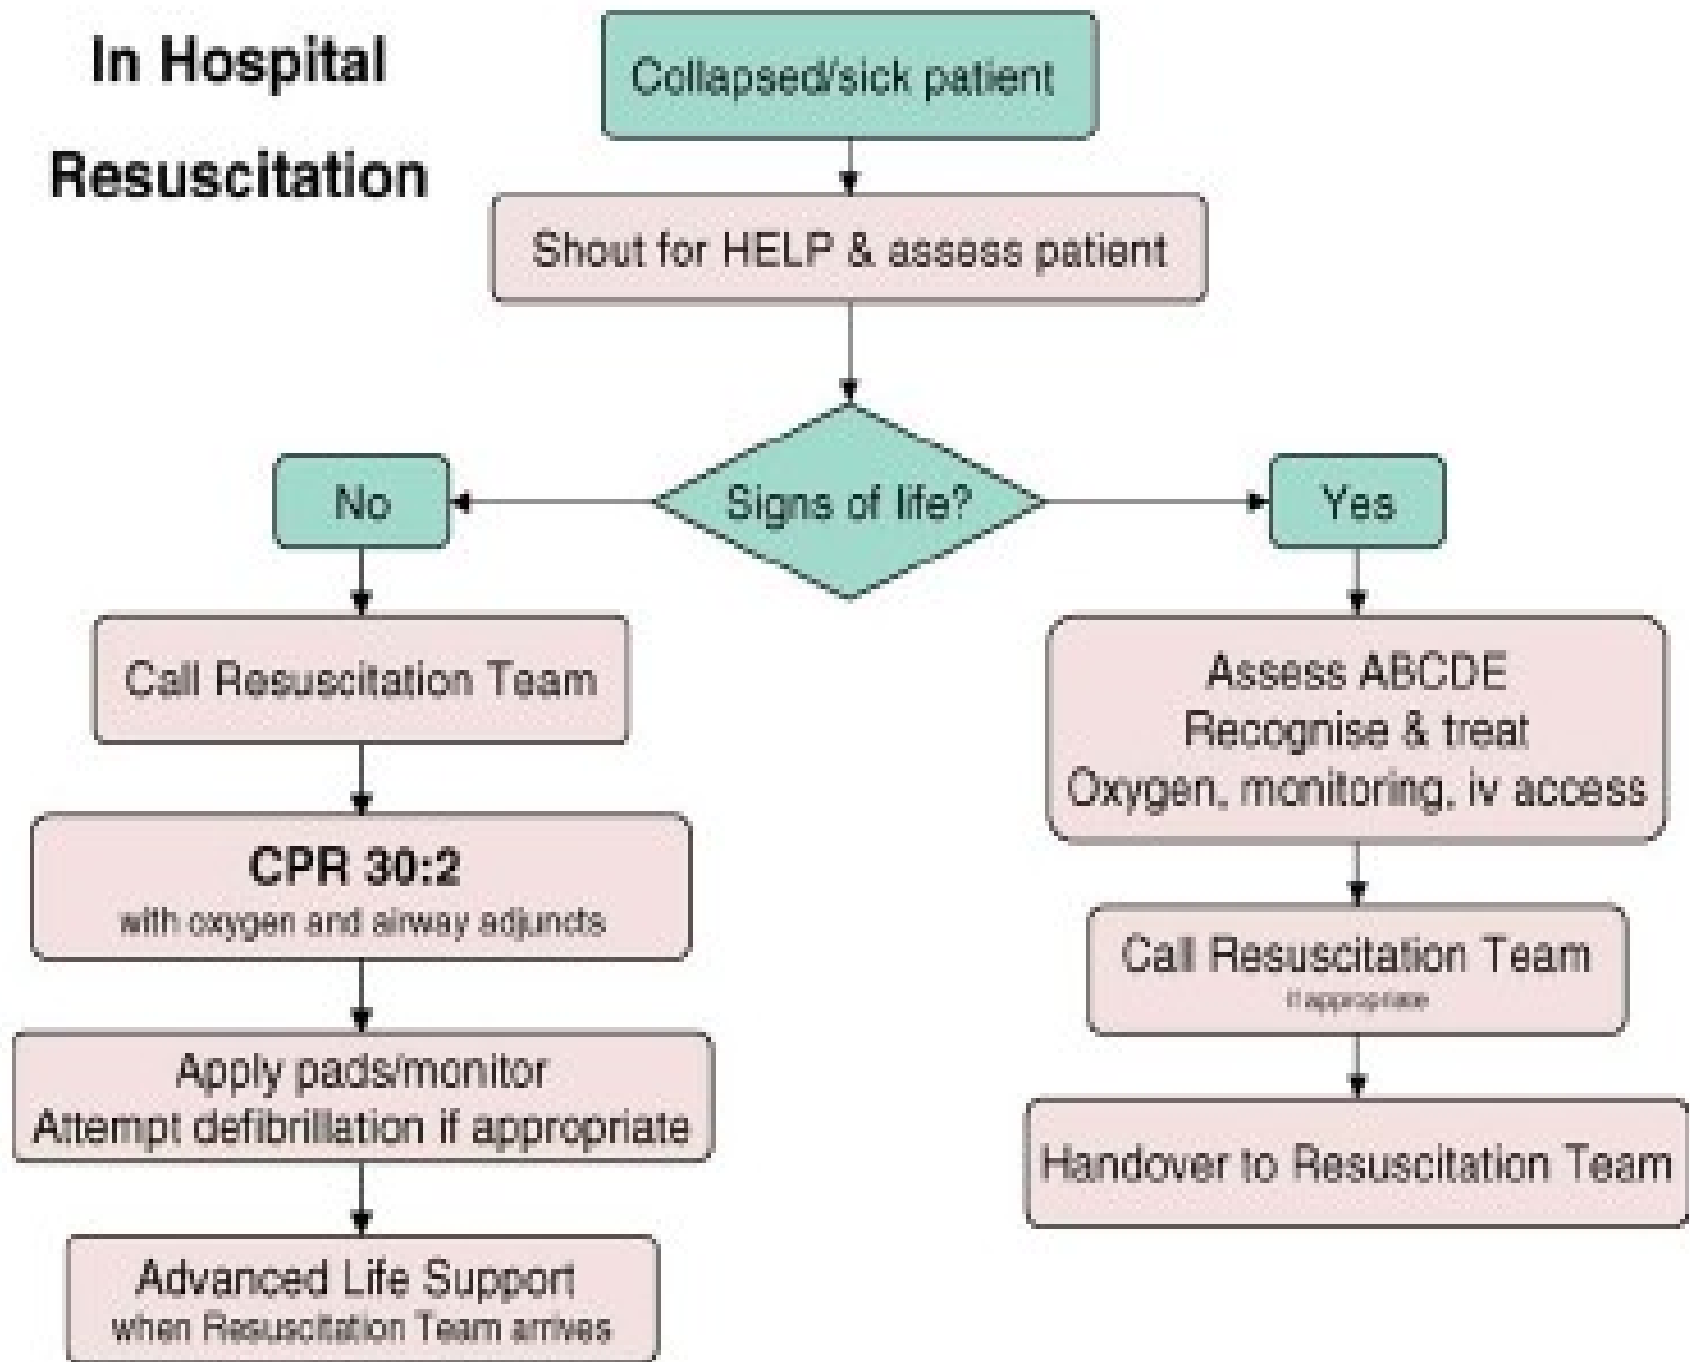 In Hospital
Resuscitation
Collapsed/sick patient
Shout for HELP & assess patient
Signs of life?
No
Yes
Call Resuscitation Team
CPR 30:2
with oxygen and airway adjuncts
Apply pads/monitor
Attempt defibrillation if appropriate
Advanced Life Support
when Resuscitation Team arrives
Assess ABCDE
Recognise & treat
Oxygen, monitoring, iv access
Call Resuscitation Team
if appropriate
Handover to Resuscitation Team